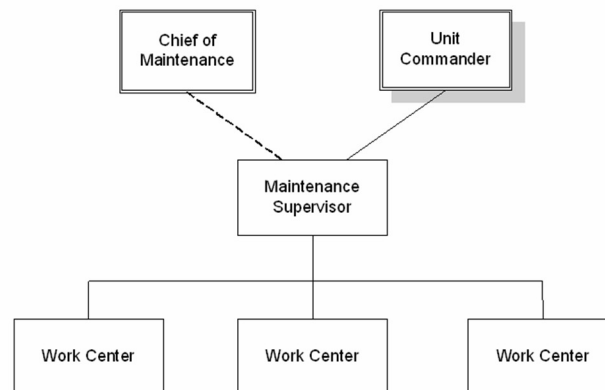 Chief of
Maintenance
Unit
Commander
Maintenance
Supervisor
Work Center
Work Center
Work Center